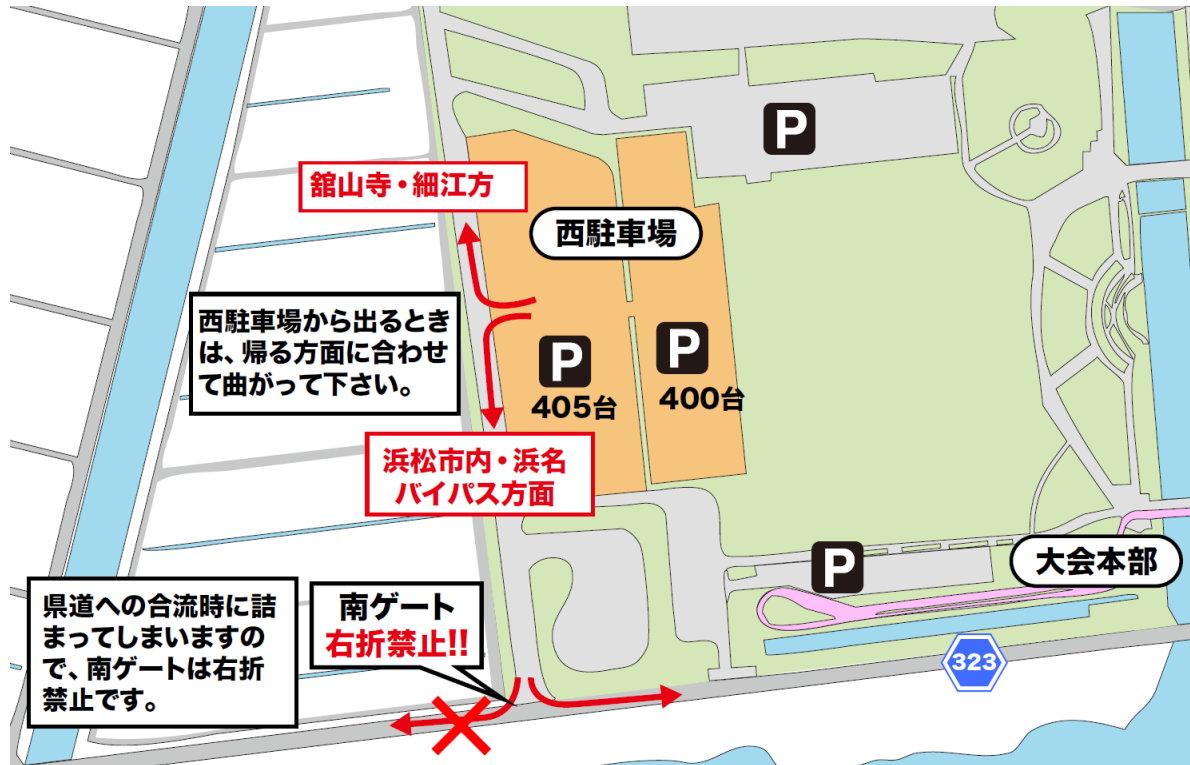 P
舘山寺・細江方
西駐車場
西駐車場から出るとき
は、帰る方面に合わせ
て曲がって下さい。
P
405台
P
400台
浜松市内・浜名
バイパス方面
P
大会本部
県道への合流時に詰
まってしまいますの
で、南ゲートは右折
禁止です。
南ゲート
右折禁止!!
323